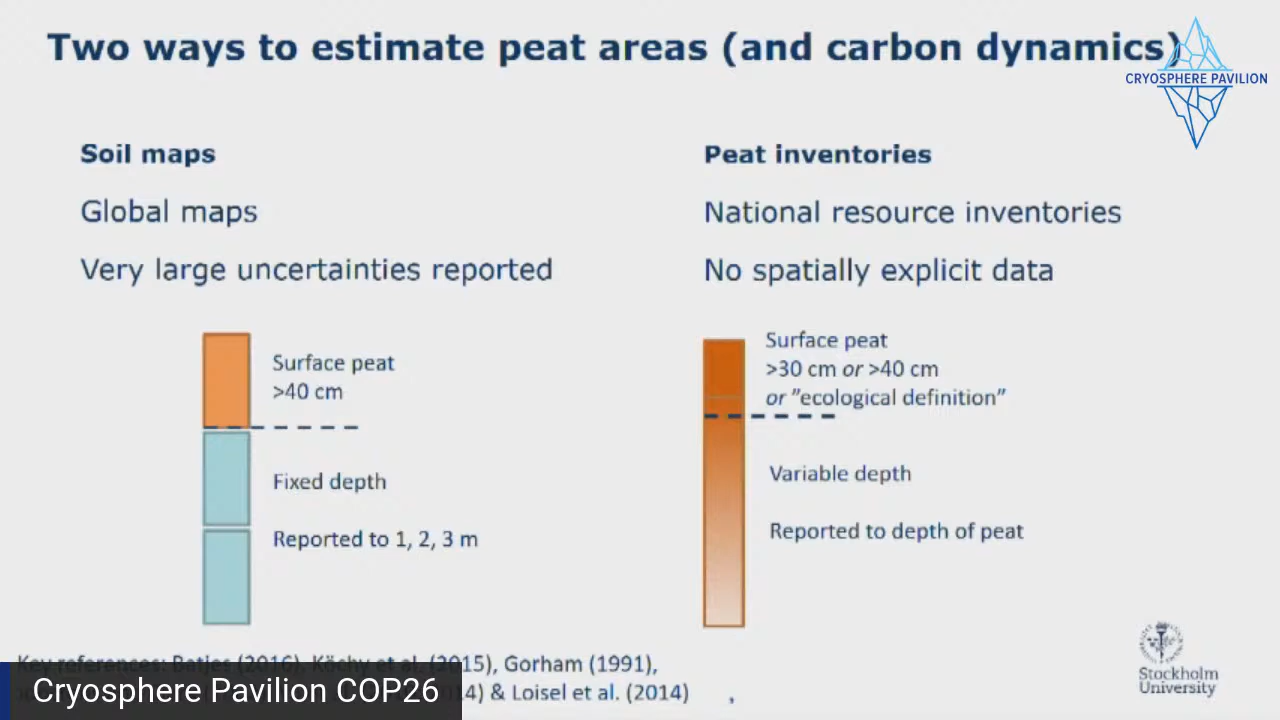 Two ways to estimate peat areas (and carbon dynamics)
CRYOSPHERE PAVILION
Soil maps
Global maps
Very large uncertainties reported
Surface peat
>40 cm
Fixed depth
Reported to 1, 2, 3 m
Peat inventories
National resource inventories
No spatially explicit data
Surface peat
>30 cm or >40 cm
or ”ecological definition”
Variable depth
Reported to depth of peat
Key references: Batjes (2016), Köchy et al. (2015), Gorham (1991),
14) & Loisel et al. (2014) ,
Cryosphere Pavilion COP26
Stockholm
University